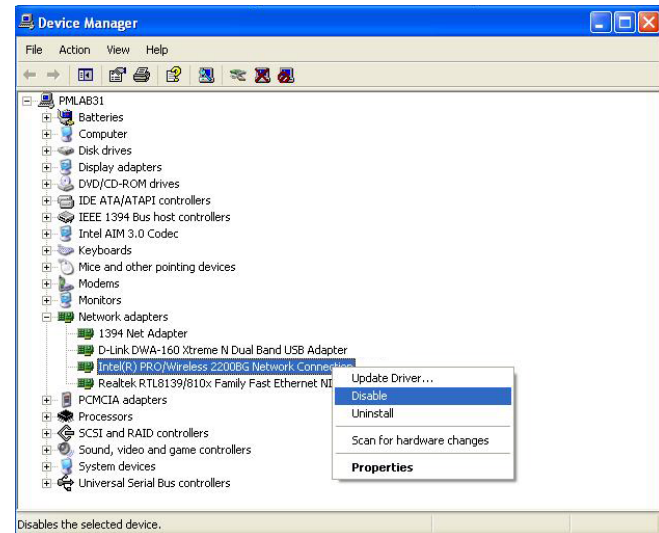 Device Manager
File Action View Help
PMLAB31
Batteries
Computer
Disk drives
Display adapters
DVD/CD-ROM drives
IDE ATA/ATAPI controllers
IEEE 1394 Bus host controllers
Intel AIM 3.0 Codec
Keyboards
Mice and other pointing devices
Modems
Monitors
Network adapters
1394 Net Adapter
D-Link DWA-160 Xtreme N Dual Band USB Adapter
Intel(R) PRO/Wireless 2200BG Network Connection
Realtek RTL8139/810x Family Fast Ethernet NI
PCMCIA adapters
Processors
SCSI and RAID controllers
Sound, video and game controllers
System devices
Universal Serial Bus controllers
Update Driver...
Disable
Uninstall
Scan for hardware changes
Properties
Disables the selected device.